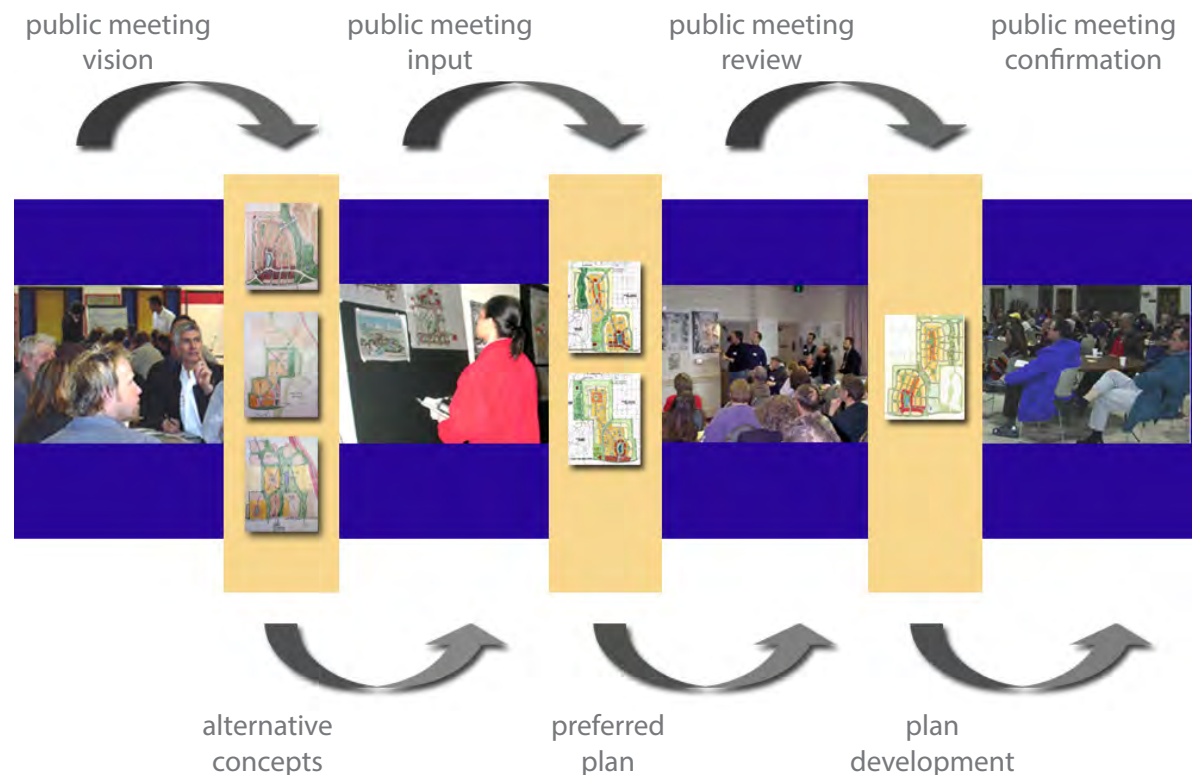 public meeting
vision
public meeting
input
public meeting
review
public meeting
confirmation
alternative
concepts
preferred
plan
plan
development